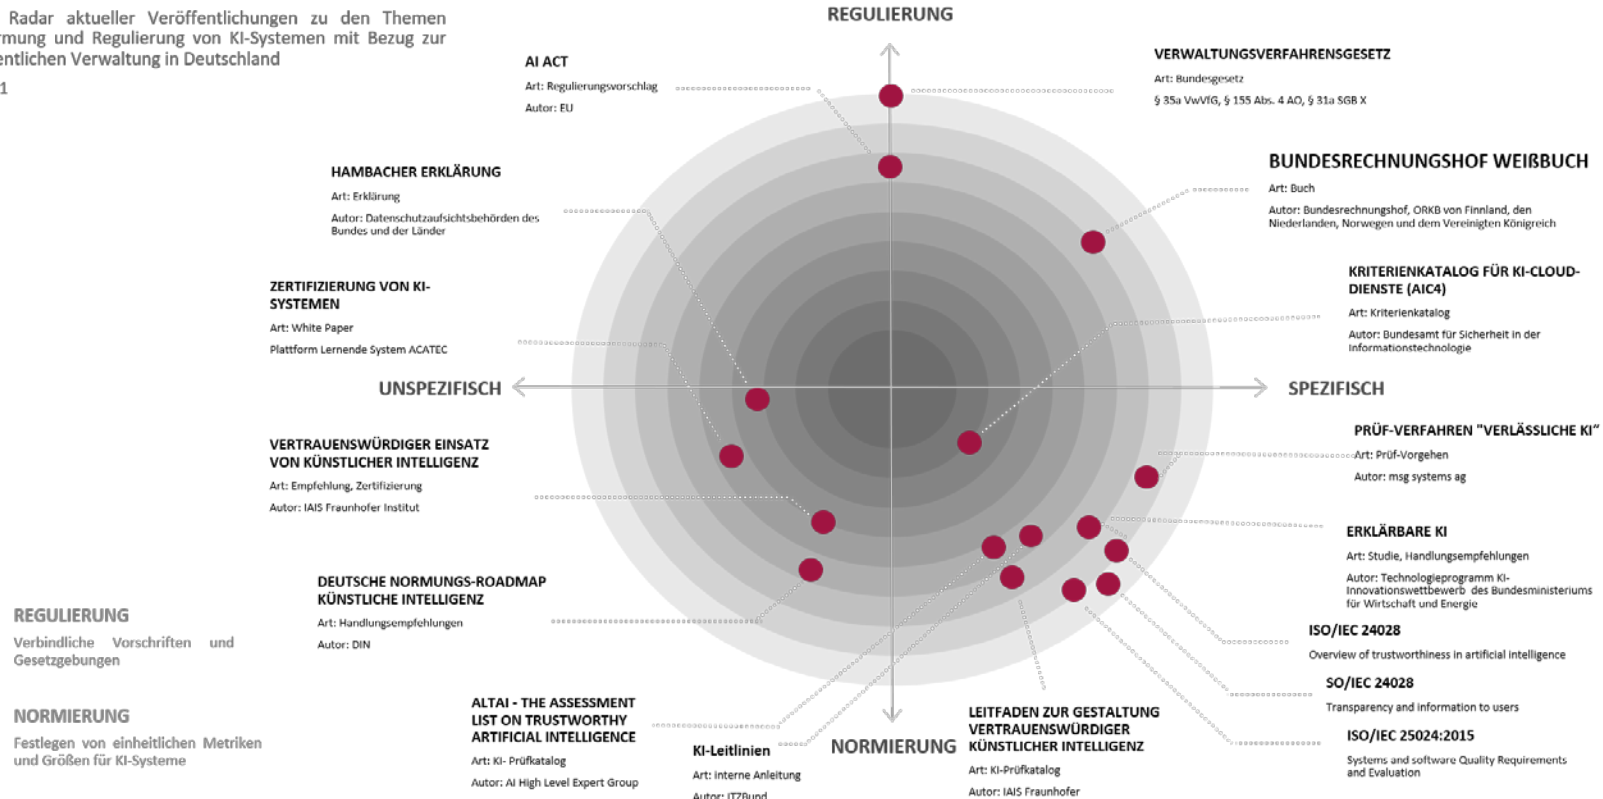 Radar aktueller Veröffentlichungen zu den Themen
rmung und Regulierung von KI-Systemen mit Bezug zur
entlichen Verwaltung in Deutschland
1
REGULIERUNG
AI ACT
Art: Regulierungsvorschlag
Autor: EU
VERWALTUNGSVERFAHRENSGESETZ
Art: Bundesgesetz
§ 35a VwVfG, § 155 Abs. 4 AO, § 31a SGB X
HAMBACHER ERKLÄRUNG
Art: Erklärung
Autor: Datenschutzaufsichtsbehörden des
Bundes und der Länder
BUNDESRECHNUNGSHOF WEIßBUCH
Art: Buch
Autor: Bundesrechnungshof, ORKB von Finnland, den
Niederlanden, Norwegen und dem Vereinigten Königreich
ZERTIFIZIERUNG VON KI-
SYSTEMEN
Art: White Paper
Plattform Lernende System ACATEC
KRITERIENKATALOG FÜR KI-CLOUD-
DIENSTE (AIC4)
Art: Kriterienkatalog
Autor: Bundesamt für Sicherheit in der
Informationstechnologie
UNSPEZIFISCH
SPEZIFISCH
VERTRAUENSWÜRDIGER EINSATZ
VON KÜNSTLICHER INTELLIGENZ
Art: Empfehlung, Zertifizierung
Autor: IAIS Fraunhofer Institut
PRÜF-VERFAHREN "VERLÄSSLICHE KI"
Art: Prüf-Vorgehen
Autor: msg systems ag
ERKLÄRBARE KI
Art: Studie, Handlungsempfehlungen
Autor: Technologieprogramm KI-
Innovationswettbewerb des Bundesministeriums
für Wirtschaft und Energie
DEUTSCHE NORMUNGS-ROADMAP
KÜNSTLICHE INTELLIGENZ
Art: Handlungsempfehlungen
Autor: DIN
REGULIERUNG
Verbindliche Vorschriften und
Gesetzgebungen
ISO/IEC 24028
Overview of trustworthiness in artificial intelligence
SO/IEC 24028
Transparency and information to users
ISO/IEC 25024:2015
Systems and software Quality Requirements
and Evaluation
NORMIERUNG
Festlegen von einheitlichen Metriken
und Größen für KI-Systeme
ALTAI - THE ASSESSMENT
LIST ON TRUSTWORTHY
ARTIFICIAL INTELLIGENCE
Art: KI- Prüfkatalog
Autor: AI High Level Expert Group
KI-Leitlinien
Art: interne Anleitung
Autor: ITZBund
NORMIERUNG
LEITFADEN ZUR GESTALTUNG
VERTRAUENSWÜRDIGER
KÜNSTLICHER INTELLIGENZ
Art: KI-Prüfkatalog
Autor: IAIS Fraunhofer